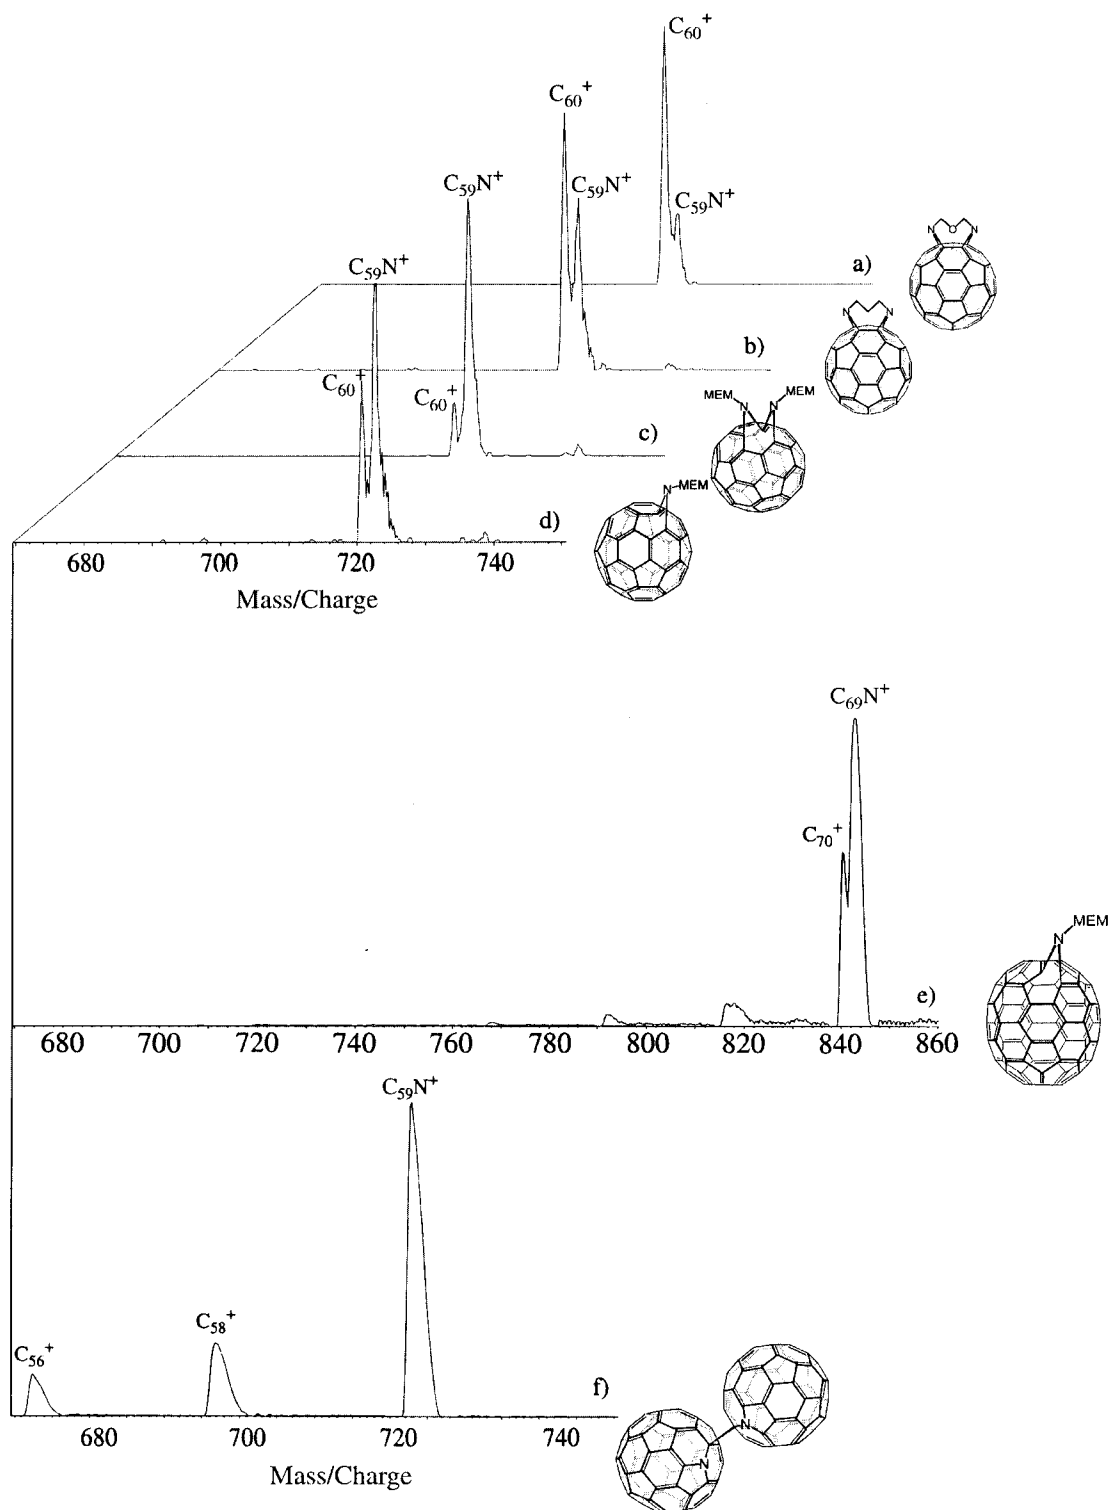 C₆₀⁺
C₆₀⁺
C₅₉N⁺
C₅₉N⁺
C₅₉N⁺
N O N
a)
C₅₉N⁺
N N
b)
C₆₀⁺
C₆₀⁺
MEM N N MEM
c)
N MEM
d)
680 700 720 740
Mass/Charge
C₆₉N⁺
C₇₀⁺
MEM
N
e)
680 700 720 740 760 780 800 820 840 860
C₅₉N⁺
C₅₈⁺
C₅₆⁺
f)
N
N
680 700 720 740
Mass/Charge